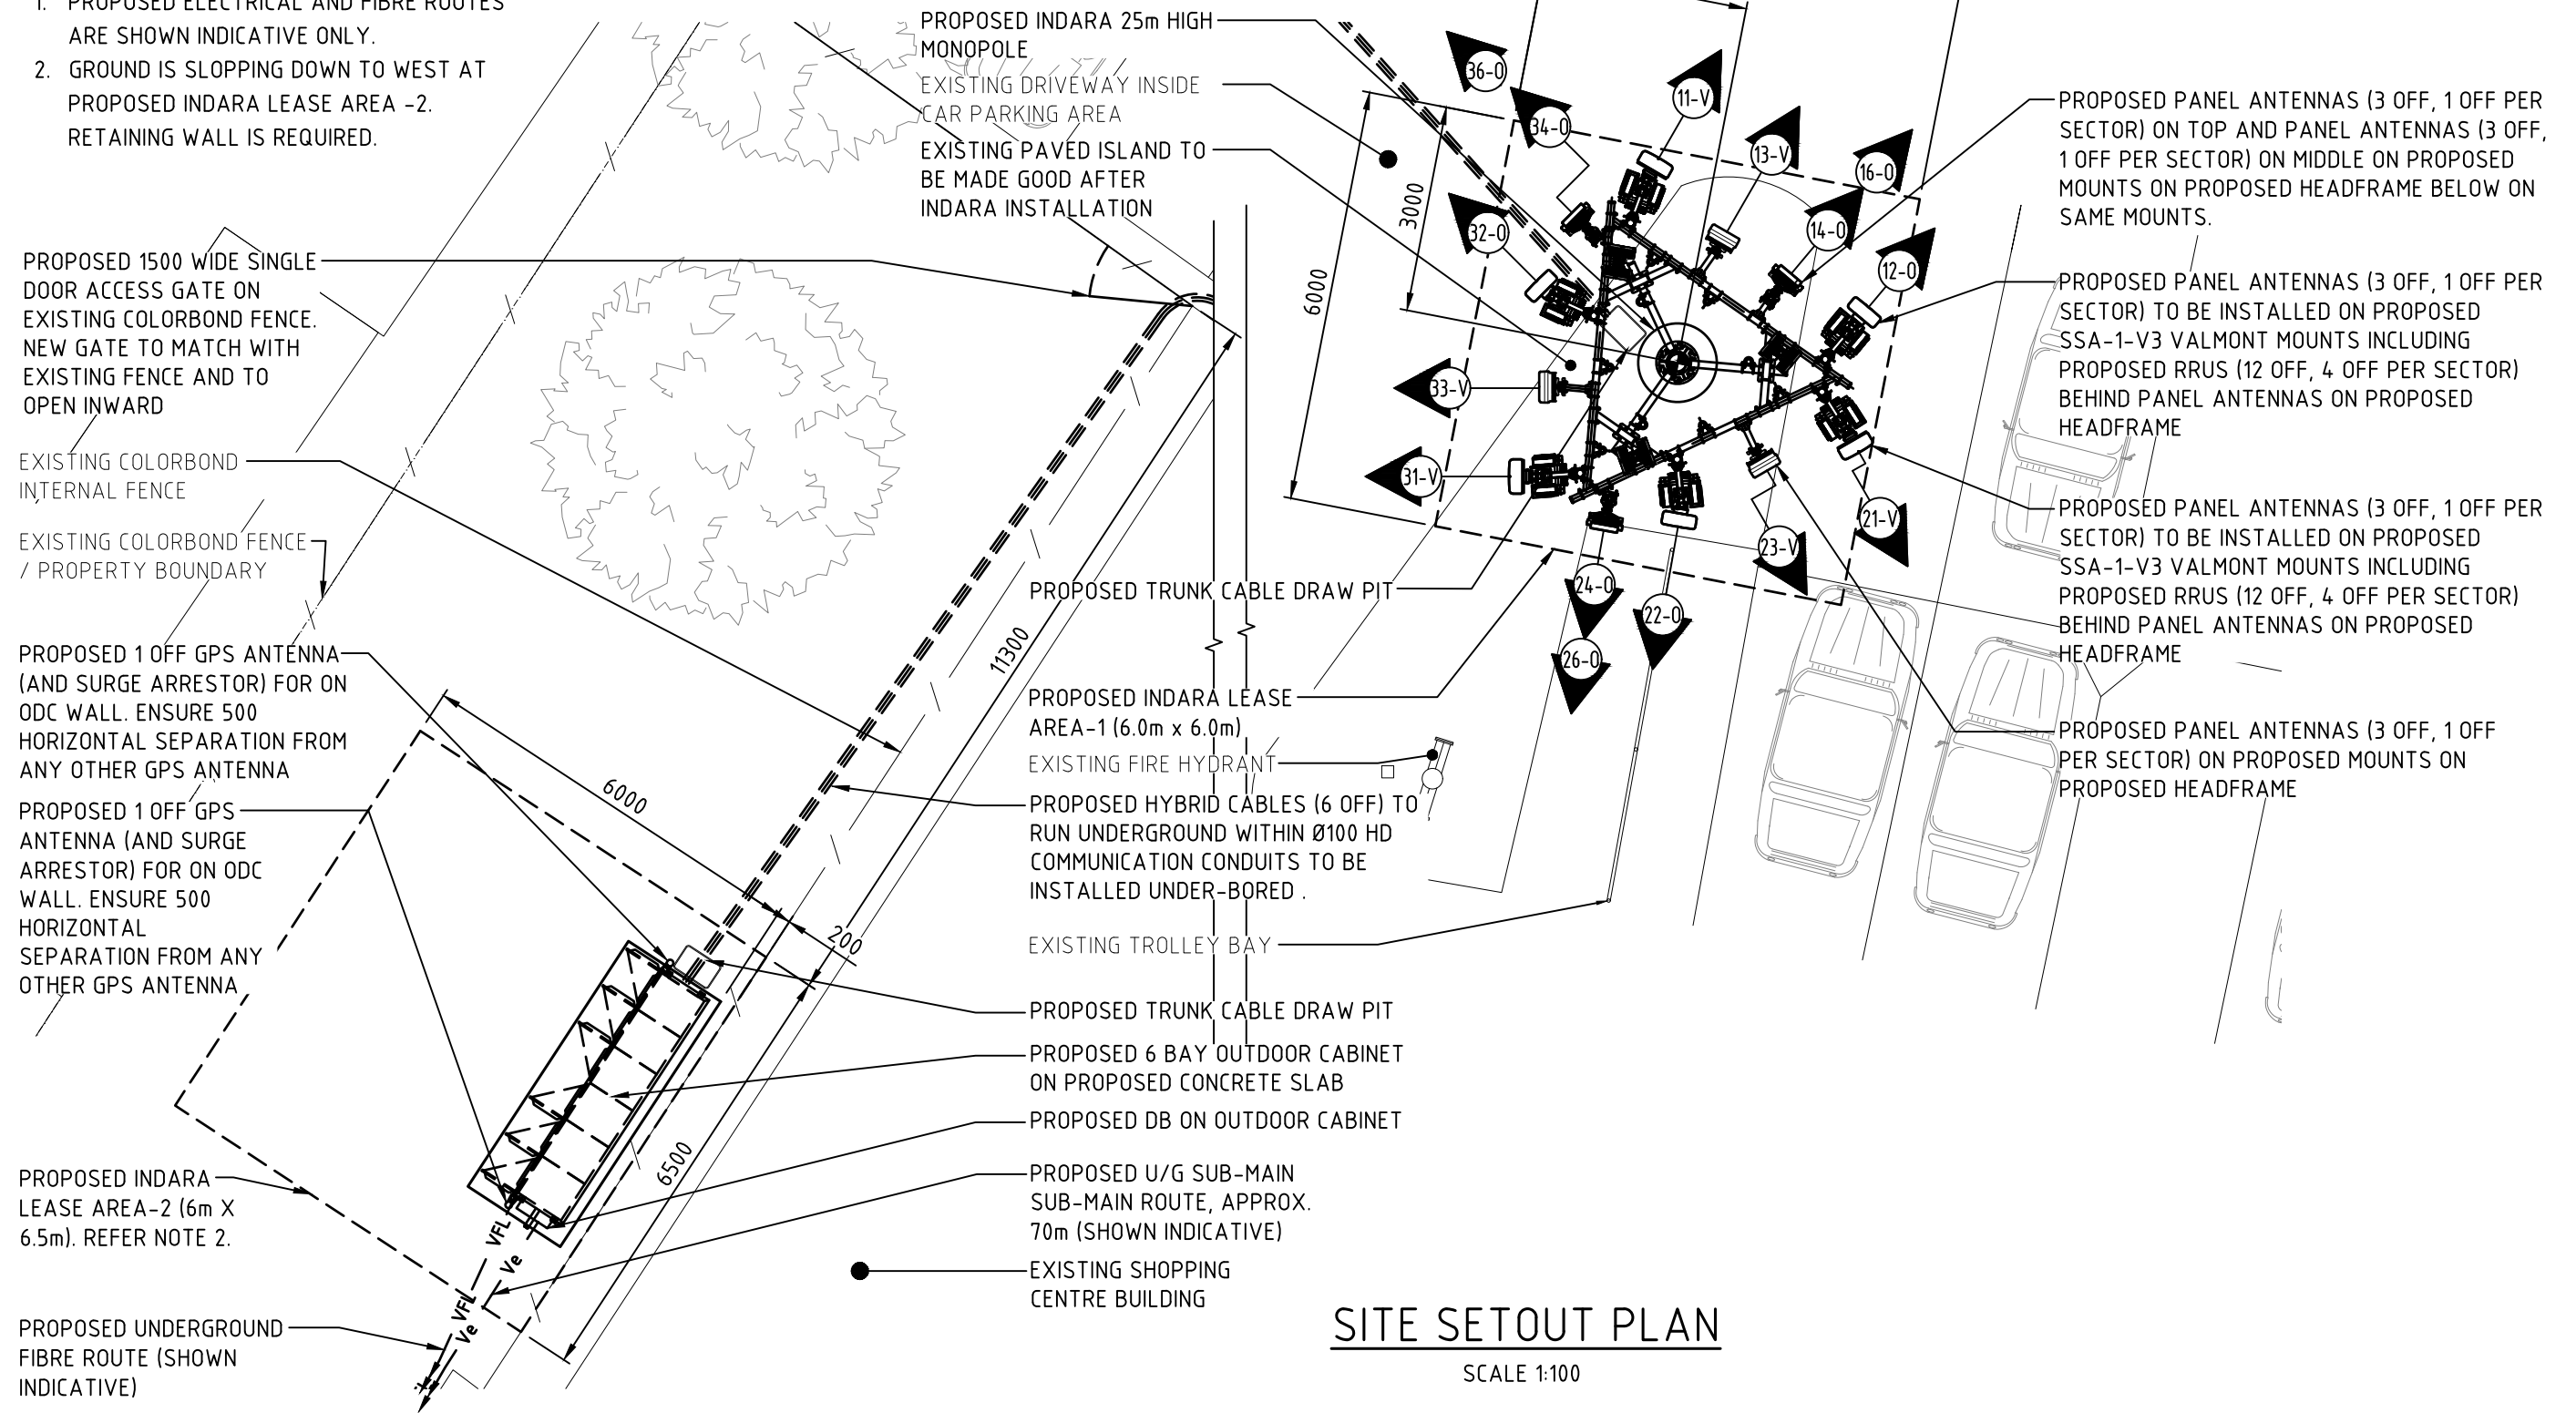 1. PROPOSED ELECTRICAL AND FIBRE ROUTES
ARE SHOWN INDICATIVE ONLY.
2. GROUND IS SLOPPING DOWN TO WEST AT
PROPOSED INDARA LEASE AREA -2.
RETAINING WALL IS REQUIRED.
PROPOSED 1500 WIDE SINGLE
DOOR ACCESS GATE ON
EXISTING COLORBOND FENCE.
NEW GATE TO MATCH WITH
EXISTING FENCE AND TO
OPEN INWARD
EXISTING COLORBOND
INTERNAL FENCE
EXISTING COLORBOND FENCE
/ PROPERTY BOUNDARY
PROPOSED 1 OFF GPS ANTENNA
(AND SURGE ARRESTOR) FOR ON
ODC WALL. ENSURE 500
HORIZONTAL SEPARATION FROM
ANY OTHER GPS ANTENNA
PROPOSED 1 OFF GPS
ANTENNA (AND SURGE
ARRESTOR) FOR ON ODC
WALL. ENSURE 500
HORIZONTAL
SEPARATION FROM ANY
OTHER GPS ANTENNA
PROPOSED INDARA
LEASE AREA-2 (6m X
6.5m). REFER NOTE 2.
PROPOSED UNDERGROUND
FIBRE ROUTE (SHOWN
INDICATIVE)
6000
200
11300
6500
VFL
Ve
VFL
Ve
PROPOSED INDARA 25m HIGH
MONOPOLE
EXISTING DRIVEWAY INSIDE
CAR PARKING AREA
EXISTING PAVED ISLAND TO
BE MADE GOOD AFTER
INDARA INSTALLATION
PROPOSED TRUNK CABLE DRAW PIT
PROPOSED INDARA LEASE
AREA-1 (6.0m x 6.0m)
EXISTING FIRE HYDRANT
PROPOSED HYBRID CABLES (6 OFF) TO
RUN UNDERGROUND WITHIN Ø100 HD
COMMUNICATION CONDUITS TO BE
INSTALLED UNDER-BORED .
EXISTING TROLLEY BAY
PROPOSED TRUNK CABLE DRAW PIT
PROPOSED 6 BAY OUTDOOR CABINET
ON PROPOSED CONCRETE SLAB
PROPOSED DB ON OUTDOOR CABINET
PROPOSED U/G SUB-MAIN
SUB-MAIN ROUTE, APPROX.
70m (SHOWN INDICATIVE)
EXISTING SHOPPING
CENTRE BUILDING
6000
3000
36-O
34-O
32-O
33-V
31-V
11-V
13-V
16-O
14-O
12-O
21-V
23-V
24-O
22-O
26-O
PROPOSED PANEL ANTENNAS (3 OFF, 1 OFF PER
SECTOR) ON TOP AND PANEL ANTENNAS (3 OFF,
1 OFF PER SECTOR) ON MIDDLE ON PROPOSED
MOUNTS ON PROPOSED HEADFRAME BELOW ON
SAME MOUNTS.
PROPOSED PANEL ANTENNAS (3 OFF, 1 OFF PER
SECTOR) TO BE INSTALLED ON PROPOSED
SSA-1-V3 VALMONT MOUNTS INCLUDING
PROPOSED RRUS (12 OFF, 4 OFF PER SECTOR)
BEHIND PANEL ANTENNAS ON PROPOSED
HEADFRAME
PROPOSED PANEL ANTENNAS (3 OFF, 1 OFF PER
SECTOR) TO BE INSTALLED ON PROPOSED
SSA-1-V3 VALMONT MOUNTS INCLUDING
PROPOSED RRUS (12 OFF, 4 OFF PER SECTOR)
BEHIND PANEL ANTENNAS ON PROPOSED
HEADFRAME
PROPOSED PANEL ANTENNAS (3 OFF, 1 OFF
PER SECTOR) ON PROPOSED MOUNTS ON
PROPOSED HEADFRAME
SITE SETOUT PLAN
SCALE 1:100